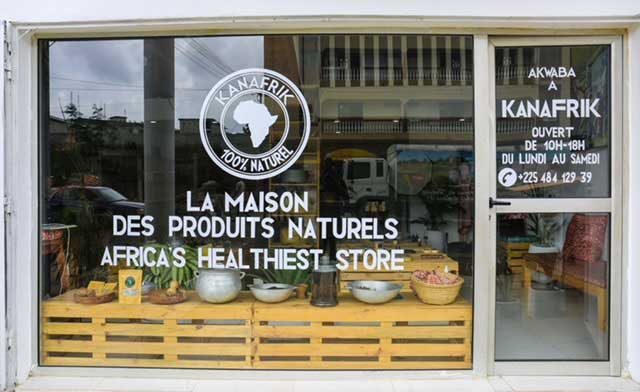 KANAFRIK
100% NATUREL
LA MAISON
DES PRODUITS NATURELS
AFRICA'S HEALTHIEST STORE
AKWABA
A
KANAFRIK
OUVERT
DE 10H-18H
DU LUNDI AU SAMEDI
+225 484 129 39